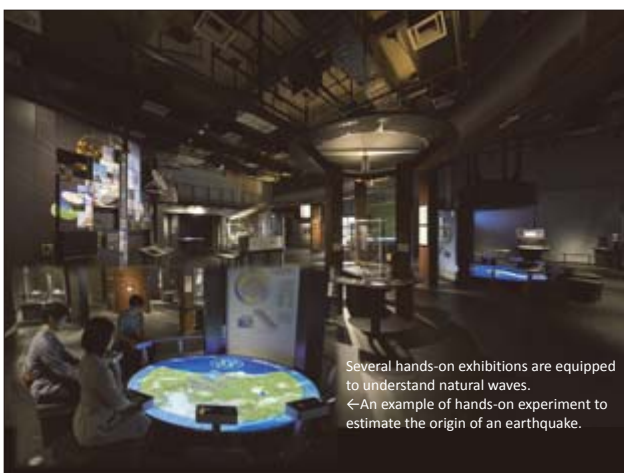 Several hands-on exhibitions are equipped
to understand natural waves.
←An example of hands-on experiment to
estimate the origin of an earthquake.